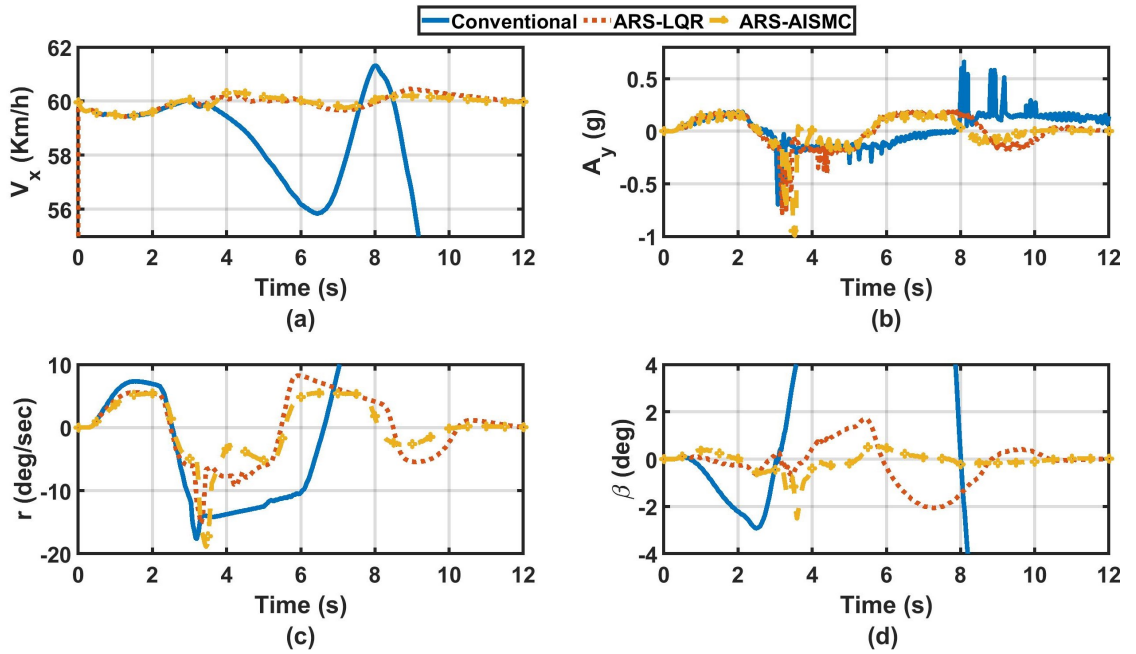 Conventional ARS-LQR ARS-AISMC
62
60
58
56
V_x (Km/h)
0 2 4 6 8 10 12
Time (s)
(a)
0.5
0
-0.5
-1
A_y (g)
0 2 4 6 8 10 12
Time (s)
(b)
10
0
-10
-20
r (deg/sec)
0 2 4 6 8 10 12
Time (s)
(c)
4
2
0
-2
-4
β (deg)
0 2 4 6 8 10 12
Time (s)
(d)